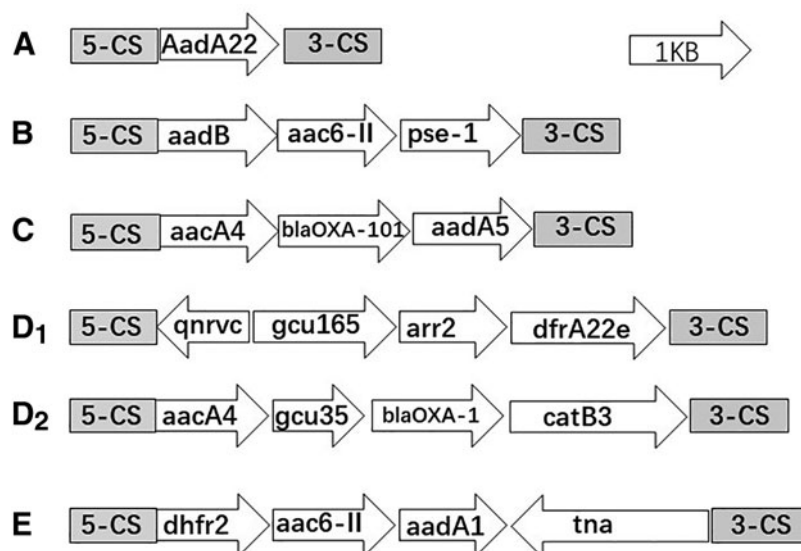 A 5-CS AadA22 3-CS 1KB
B 5-CS aadB aac6-II pse-1 3-CS
C 5-CS aacA4 blaOXA-101 aadA5 3-CS
D1 5-CS qnrvc gcu165 arr2 dfrA22e 3-CS
D2 5-CS aacA4 gcu35 blaOXA-1 catB3 3-CS
E 5-CS dhfr2 aac6-II aadA1 tna 3-CS